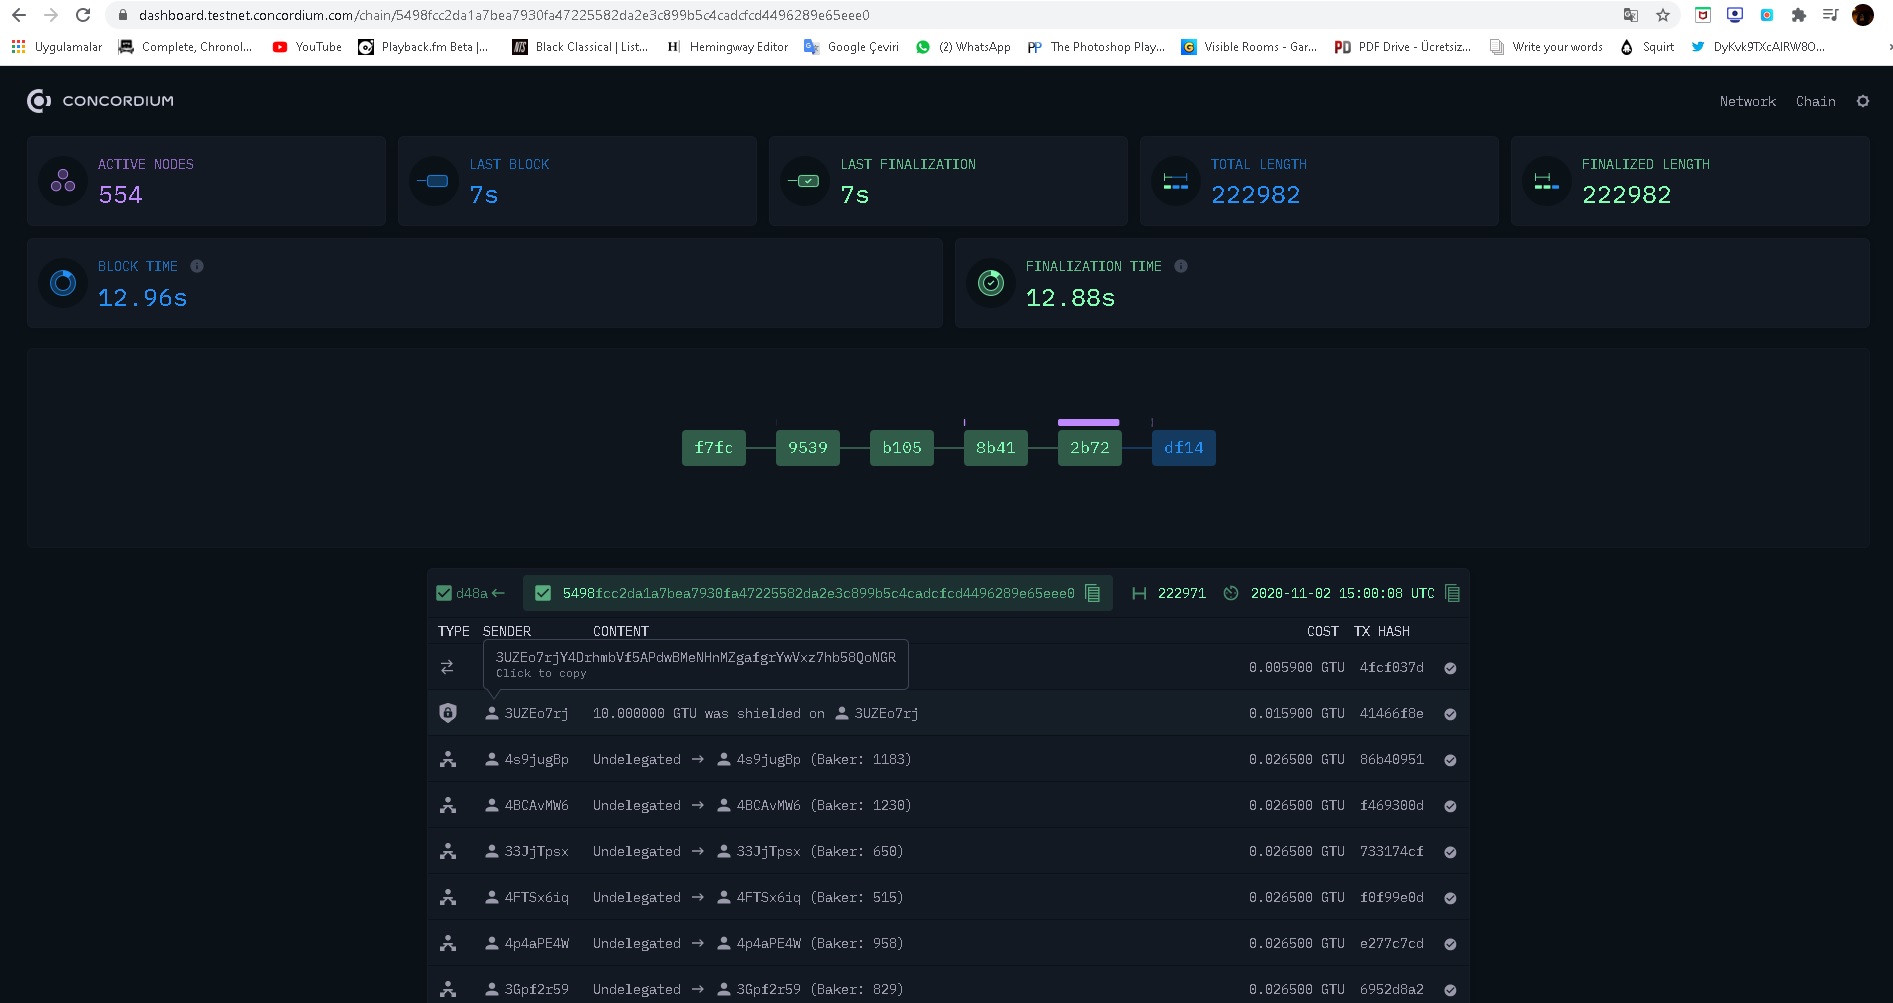 dashboard.testnet.concordium.com/chain/5498fcc2da1a7bea7930fa47225582da2e3c899b5c4cadcfcd4496289e65eee0
Uygulamalar Complete, Chronol... YouTube Playback.fm Beta |... Black Classical | List... Hemingway Editor Google Çeviri (2) WhatsApp The Photoshop Play... Visible Rooms - Gar... PDF Drive - Ücretsiz... Write your words Squirt DyKvk9TXcAIRW8O...
CONCORDIUM Network Chain
ACTIVE NODES LAST BLOCK LAST FINALIZATION TOTAL LENGTH FINALIZED LENGTH
554 7s 7s 222982 222982
BLOCK TIME FINALIZATION TIME
12.96s 12.88s
f7fc 9539 b105 8b41 2b72 df14
d48a ← 5498fcc2da1a7bea7930fa47225582da2e3c899b5c4cadcfcd4496289e65eee0 222971 2020-11-02 15:00:08 UTC
TYPE SENDER CONTENT COST TX HASH
3UZEo7rjY4DrhmbVf5APdwBMeNHnMZgafgrYwVxz7hb58QoNGR
Click to copy
0.005900 GTU 4fcf037d
3UZEo7rj 10.000000 GTU was shielded on 3UZEo7rj 0.015900 GTU 41466f8e
4s9jugBp Undelegated → 4s9jugBp (Baker: 1183) 0.026500 GTU 86b40951
4BCAvMW6 Undelegated → 4BCAvMW6 (Baker: 1230) 0.026500 GTU f469300d
33JjTpsx Undelegated → 33JjTpsx (Baker: 650) 0.026500 GTU 733174cf
4FTSx6iq Undelegated → 4FTSx6iq (Baker: 515) 0.026500 GTU f0f99e0d
4p4aPE4W Undelegated → 4p4aPE4W (Baker: 958) 0.026500 GTU e277c7cd
3Gpf2r59 Undelegated → 3Gpf2r59 (Baker: 829) 0.026500 GTU 6952d8a2